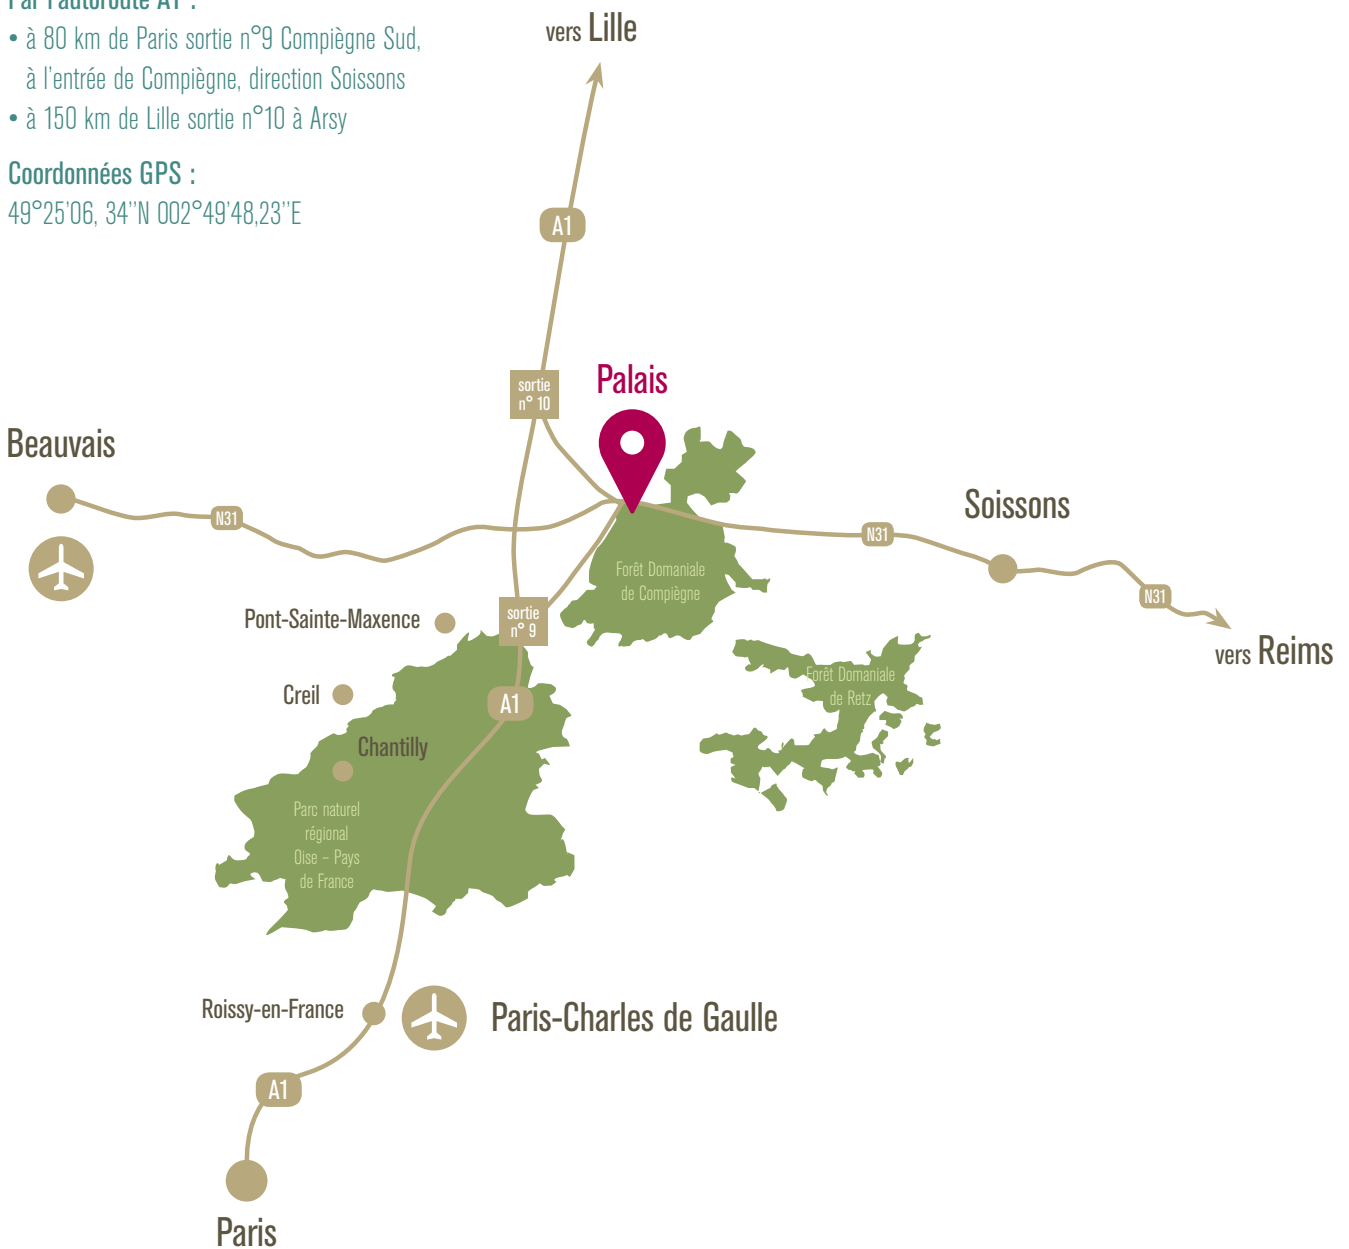 Par l'autoroute A1 :
• à 80 km de Paris sortie n°9 Compiègne Sud,
à l'entrée de Compiègne, direction Soissons
• à 150 km de Lille sortie n°10 à Arsy
Coordonnées GPS :
49°25'06, 34’’N 002°49'48,23’’E
vers Lille
A1
sortie
n° 10
Palais
Beauvais
N31
Soissons
N31
Forêt Domaniale
de Compiègne
N31
sortie
n° 9
Pont-Sainte-Maxence
vers Reims
Forêt Domaniale
de Retz
Creil
A1
Chantilly
Parc naturel
régional
Oise – Pays
de France
Roissy-en-France
Paris-Charles de Gaulle
A1
Paris